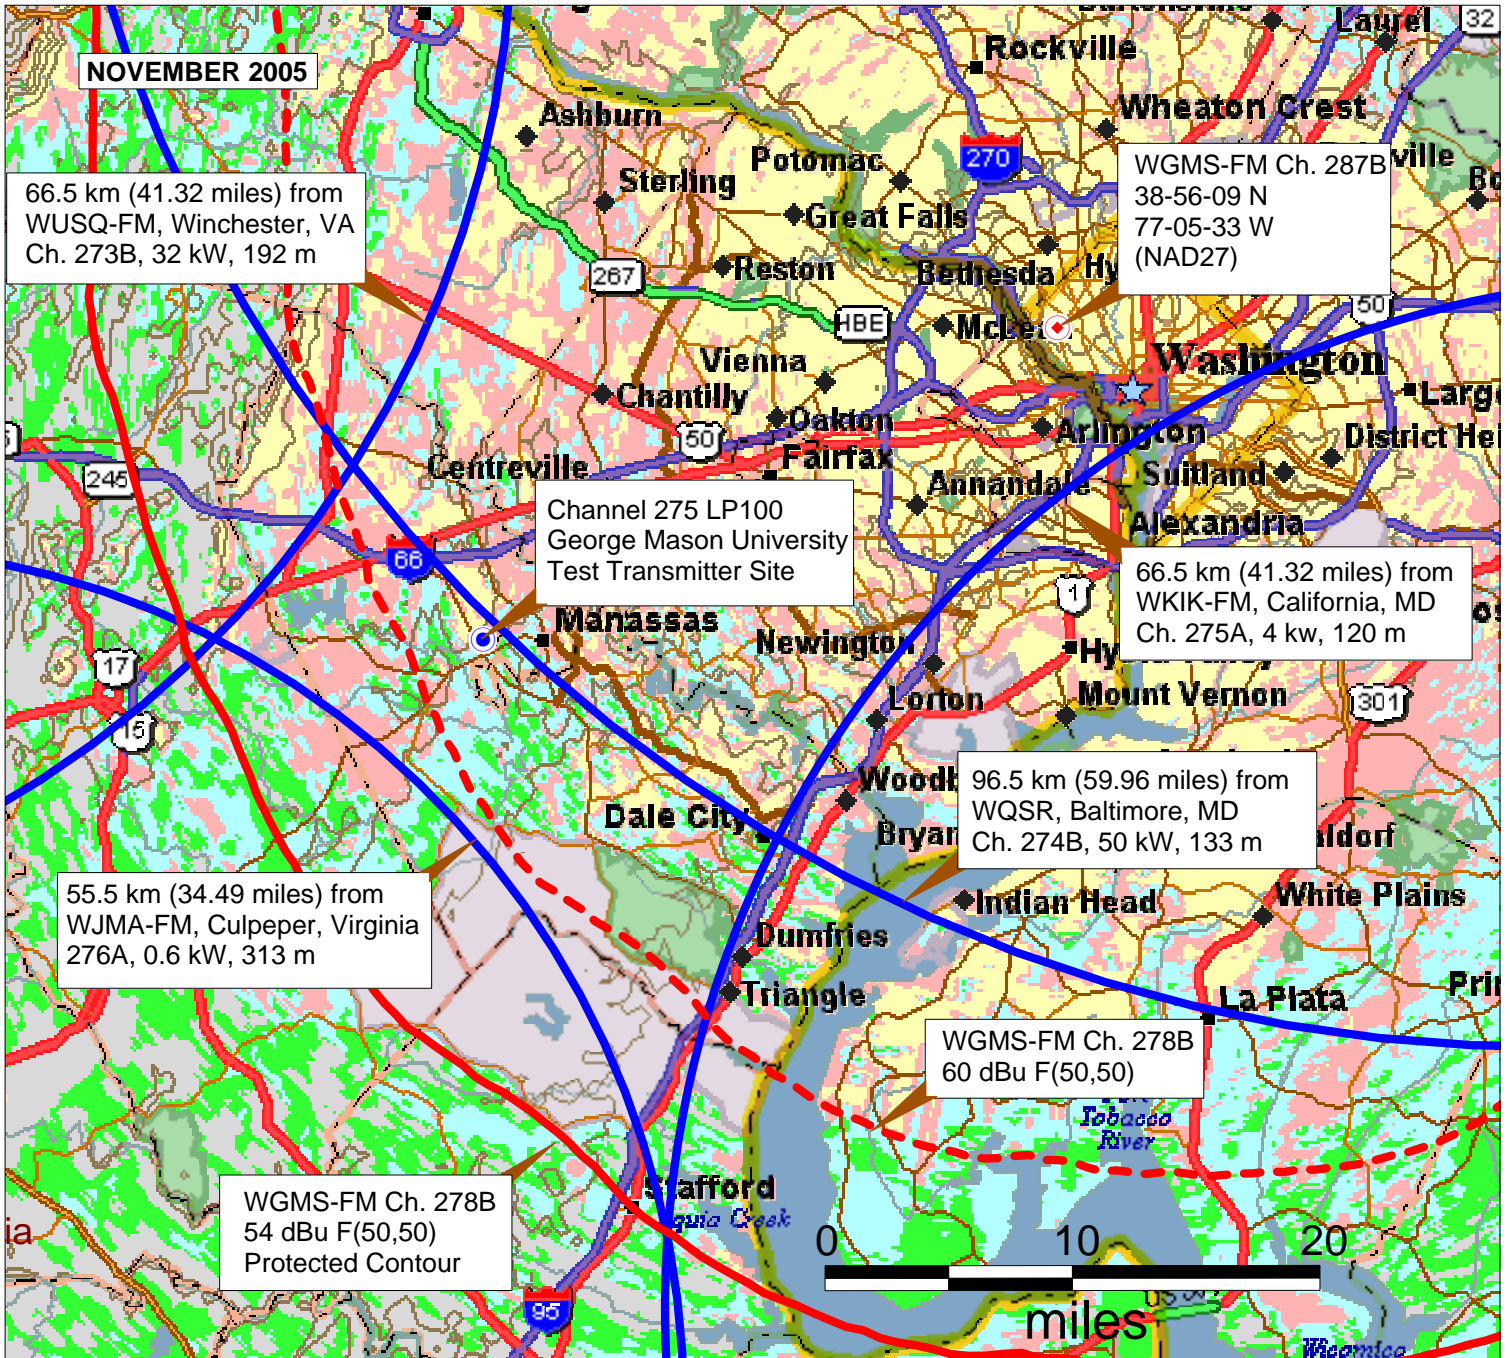 Laurel
32
Rockville
NOVEMBER 2005
Ashburn
Wheaton Crest
Potomac
270
WGMS-FM Ch. 287B
38-56-09 N
77-05-33 W
(NAD27)
66.5 km (41.32 miles) from
WUSQ-FM, Winchester, VA
Ch. 273B, 32 kW, 192 m
Sterling
Great Falls
Reston
Bethesda
267
50
HBE
Vienna
Washington
Chantilly
Oakton
50
Arlington
District Hei
Fairfax
Centreville
245
Annandale
Suitland
Alexandria
Channel 275 LP100
George Mason University
Test Transmitter Site
66
1
66.5 km (41.32 miles) from
WKIK-FM, California, MD
Ch. 275A, 4 kw, 120 m
Manassas
Newington
17
Lorton
Mount Vernon
301
15
96.5 km (59.96 miles) from
WQSR, Baltimore, MD
Ch. 274B, 50 kW, 133 m
Woodb
Dale City
Bryan
aldorf
55.5 km (34.49 miles) from
WJMA-FM, Culpeper, Virginia
276A, 0.6 kW, 313 m
Indian Head
White Plains
Dumfries
Triangle
La Plata
Prin
WGMS-FM Ch. 278B
60 dBu F(50,50)
Tobacco
River
WGMS-FM Ch. 278B
54 dBu F(50,50)
Protected Contour
Stafford
quia Creek
ia
0 10 20
miles
95
Wicomico